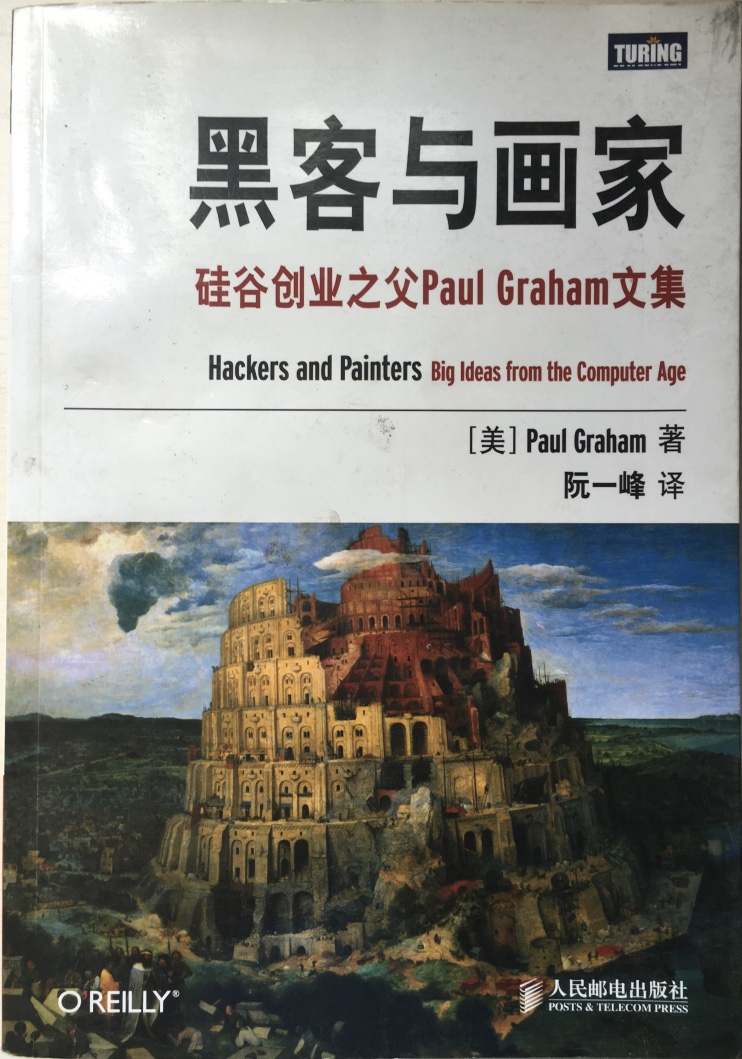 TURING
黑客与画家
硅谷创业之父Paul Graham文集
Hackers and Painters Big Ideas from the Computer Age
[美] Paul Graham 著
阮一峰 译
O'REILLY®
人民邮电出版社
POSTS & TELECOM PRESS